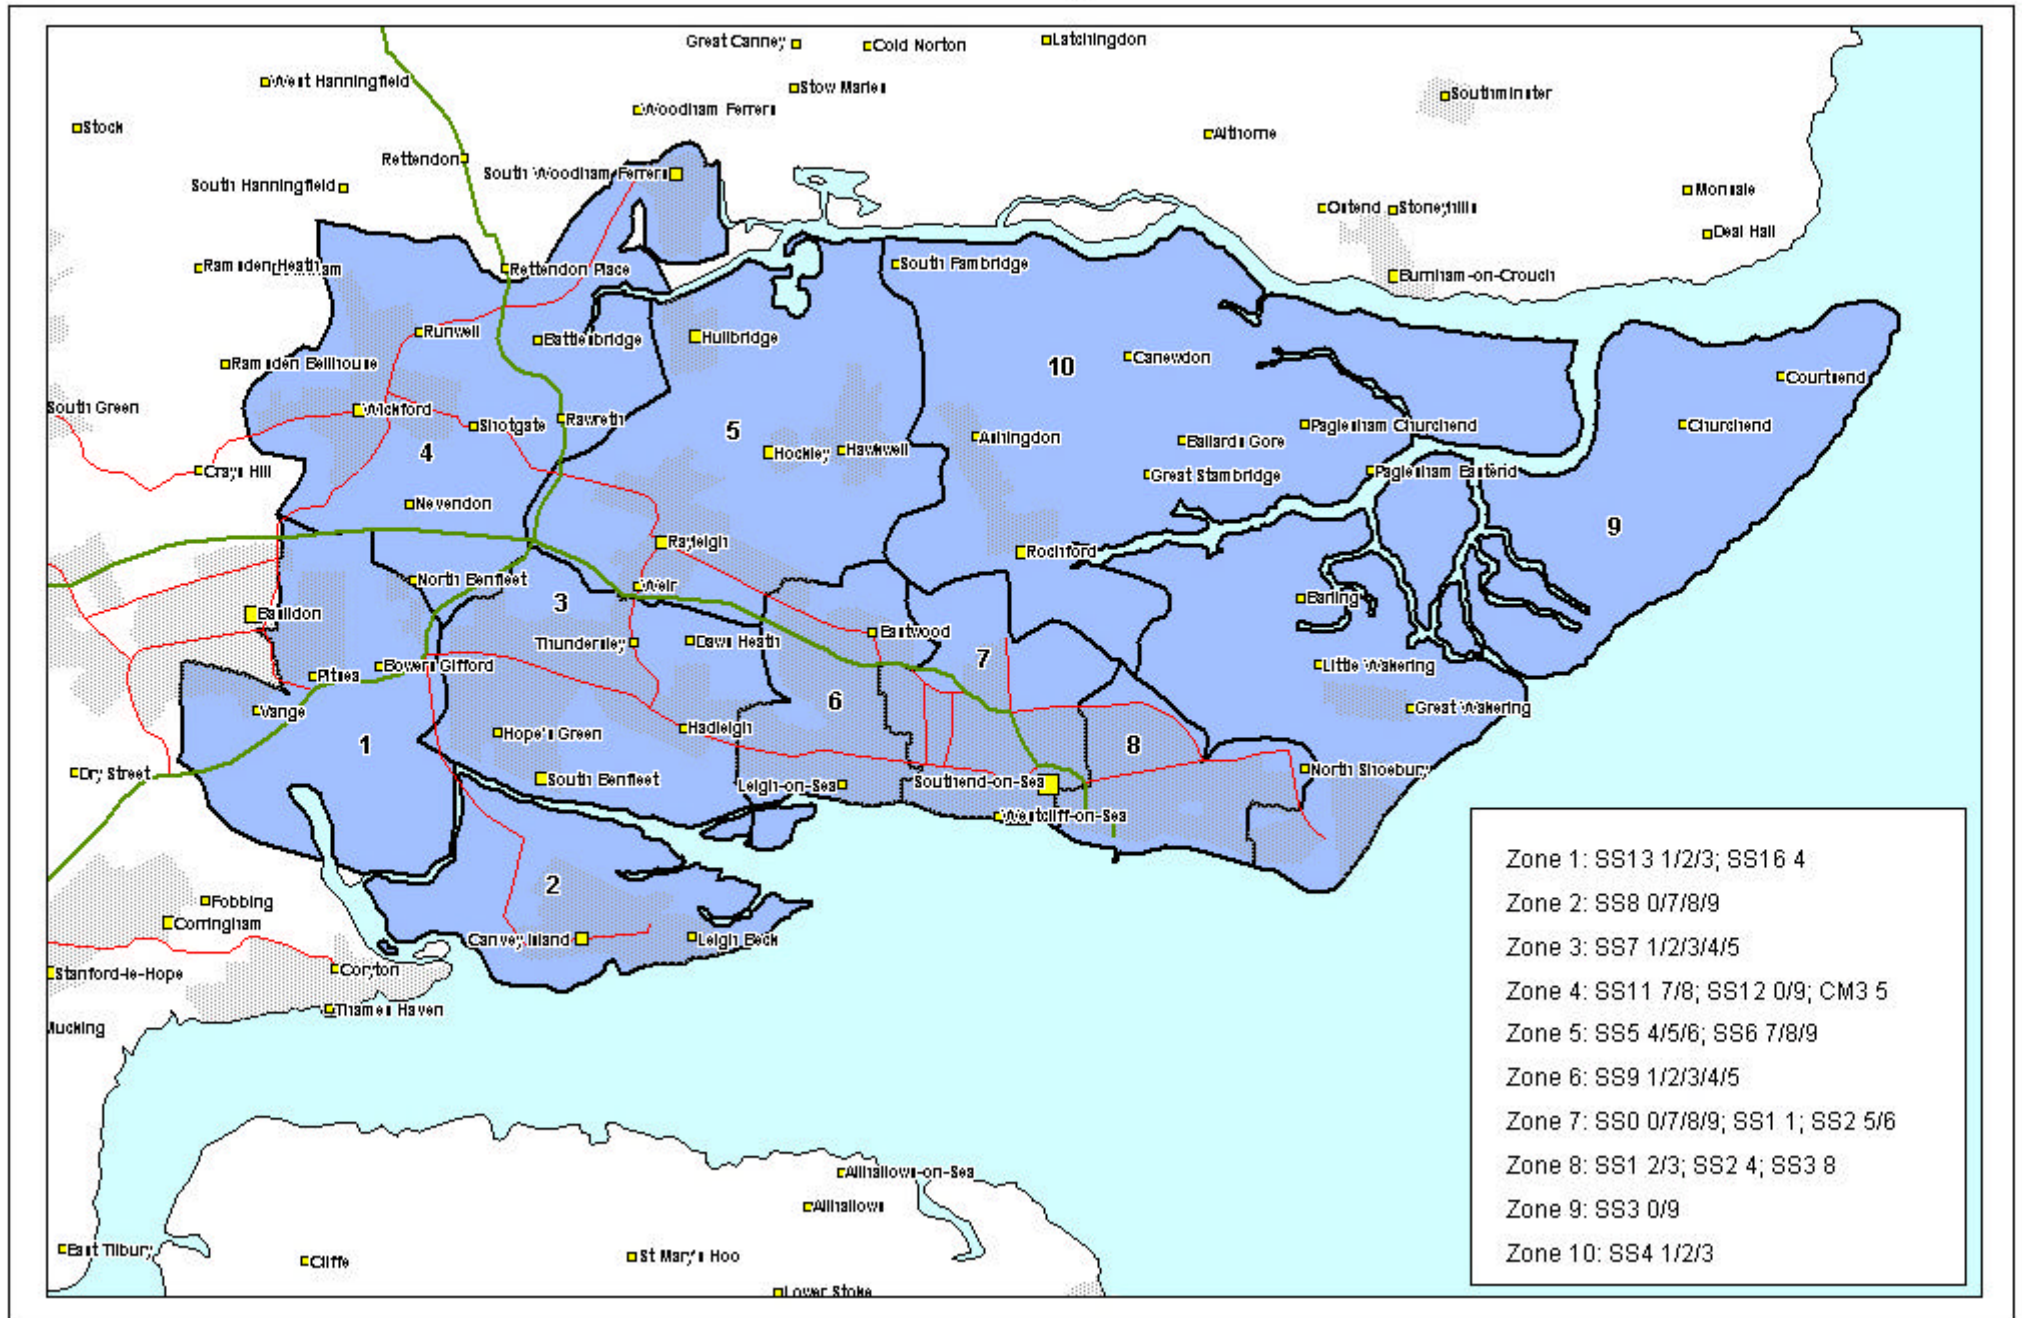 Great Canney
Cold Norton
Latchingdon
West Hanningfield
Stow Maries
Southminster
Woodham Ferrers
Stock
Althorne
Rettendon
South Woodham Ferrers
South Hanningfield
Monsale
Ostend
Stoneyhills
Deal Hall
Ramsden Heath
Rettendon Place
South Fambridge
Burnham-on-Crouch
Runwell
Battlesbridge
Hullbridge
Canewdon
Ramsden Bellhouse
10
Courtsend
South Green
Wickford
Shotgate
Rawreth
5
Ashingdon
Ballards Gore
Paglesham Churchend
Churchend
4
Hockley
Hawkwell
Crays Hill
Great Stambridge
Paglesham Eastend
Nevendon
9
Rayleigh
Rochford
North Benfleet
Weir
3
Barling
Basildon
Eastwood
Thundersley
Daws Heath
7
Bowers Gifford
Little Wakering
Pitsea
6
Vange
Great Wakering
Hope's Green
Hadleigh
1
8
Dry Street
South Benfleet
Leigh-on-Sea
Southend-on-Sea
North Shoebury
Westcliff-on-Sea
2
Fobbing
Corringham
Canvey Island
Leigh Beck
Stanford-le-Hope
Coryton
Thames Haven
Mucking
Zone 1: SS13 1/2/3; SS16 4
Zone 2: SS8 0/7/8/9
Zone 3: SS7 1/2/3/4/5
Zone 4: SS11 7/8; SS12 0/9; CM3 5
Zone 5: SS5 4/5/6; SS6 7/8/9
Zone 6: SS9 1/2/3/4/5
Zone 7: SS0 0/7/8/9; SS1 1; SS2 5/6
Zone 8: SS1 2/3; SS2 4; SS3 8
Zone 9: SS3 0/9
Zone 10: SS4 1/2/3
Allhallows-on-Sea
Allhallows
East Tilbury
Cliffe
St Mary's Hoo
Lower Stoke